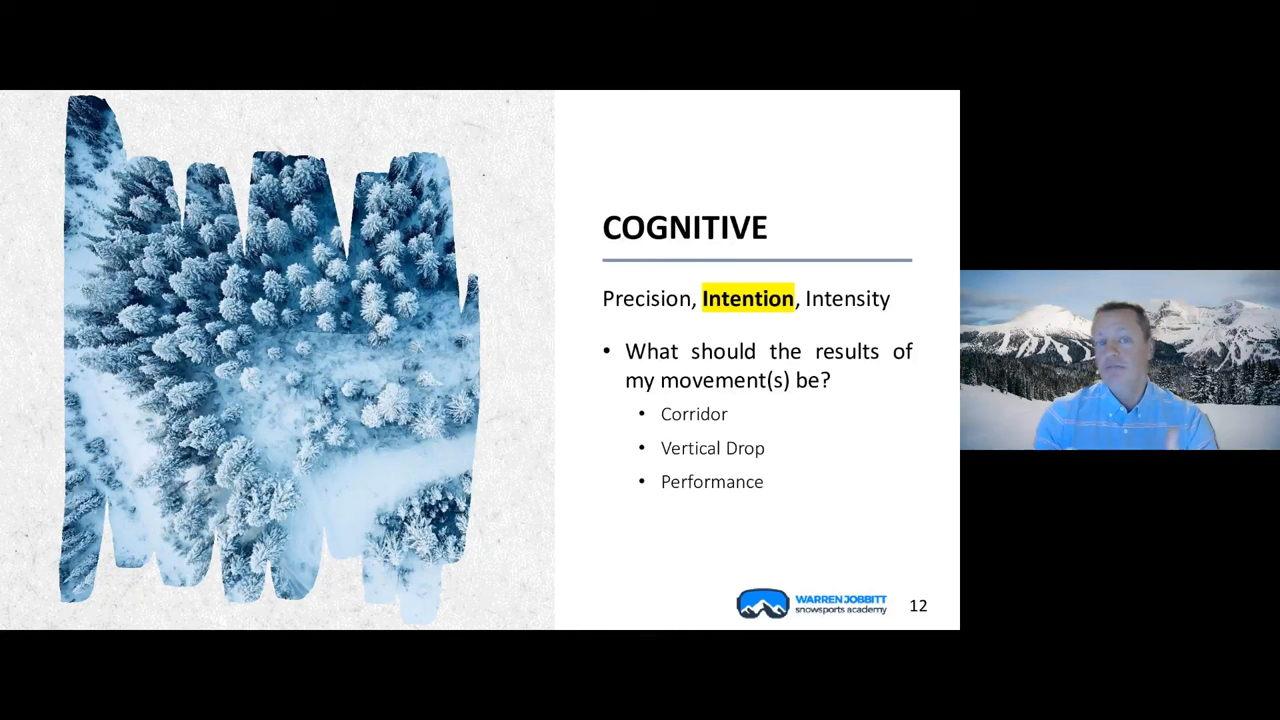 COGNITIVE
Precision, Intention, Intensity
• What should the results of
my movement(s) be?
• Corridor
• Vertical Drop
• Performance
WARREN JOBBITT
snowsports academy
12